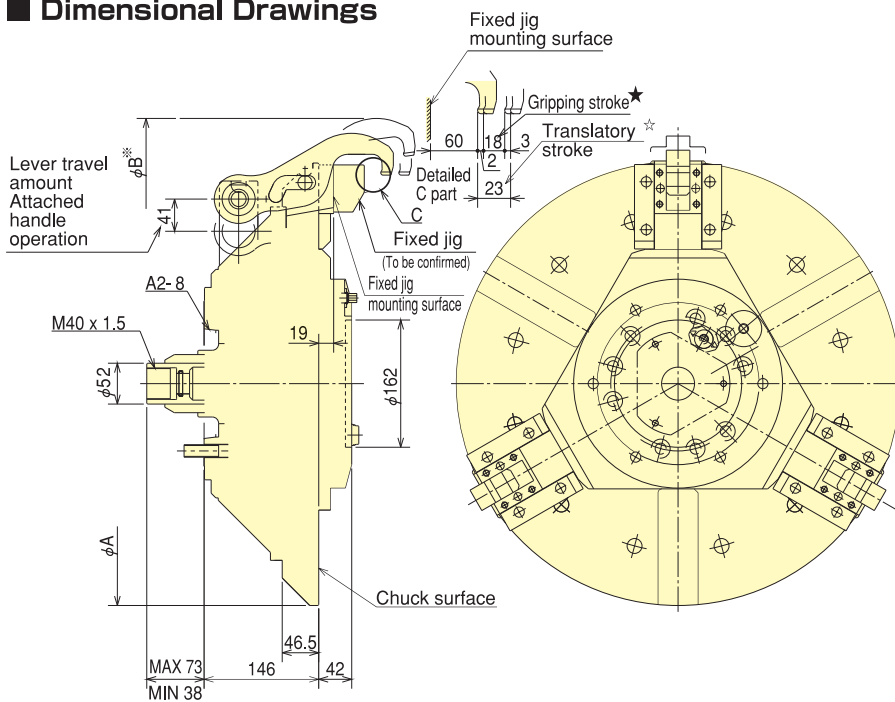 ■ Dimensional Drawings
Fixed jig
mounting surface
Gripping stroke★
Translatory ☆
stroke
60
18
3
2
23
Detailed
C part
φB※
Lever travel
amount
Attached
handle
operation
41
C
Fixed jig
(To be confirmed)
Fixed jig
mounting surface
A2-8
M40 x 1.5
19
φ52
φ162
φA
Chuck surface
46.5
MAX 73
146
42
MIN 38